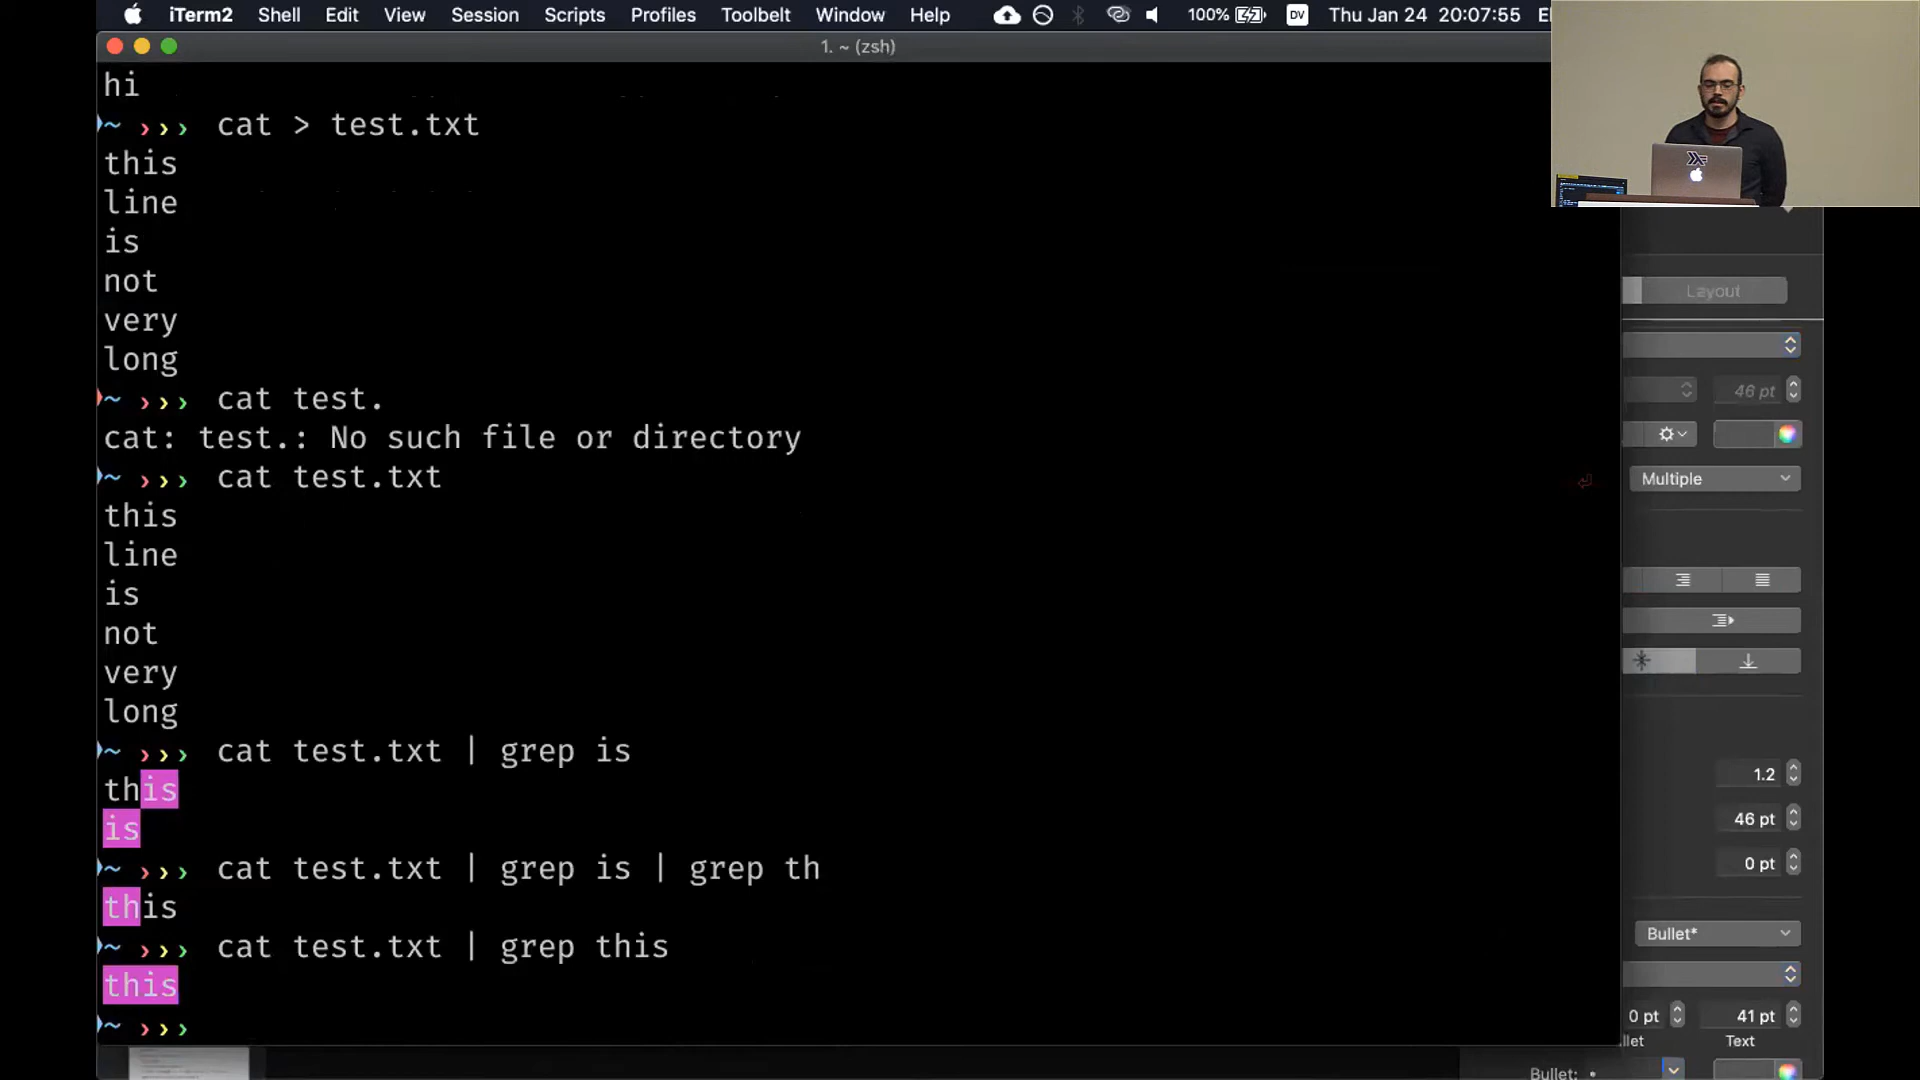 iTerm2 Shell Edit View Session Scripts Profiles Toolbelt Window Help 100% DV Thu Jan 24 20:07:55
1. ~ (zsh)
hi
~ ››› cat > test.txt
this
line
is
not
very
long
~ ››› cat test.
cat: test.: No such file or directory
~ ››› cat test.txt
this
line
is
not
very
long
~ ››› cat test.txt | grep is
this
is
~ ››› cat test.txt | grep is | grep th
this
~ ››› cat test.txt | grep this
this
~ ›››
Layout
46 pt
Multiple
1.2
46 pt
0 pt
Bullet*
0 pt 41 pt
llet Text
Bullet: •